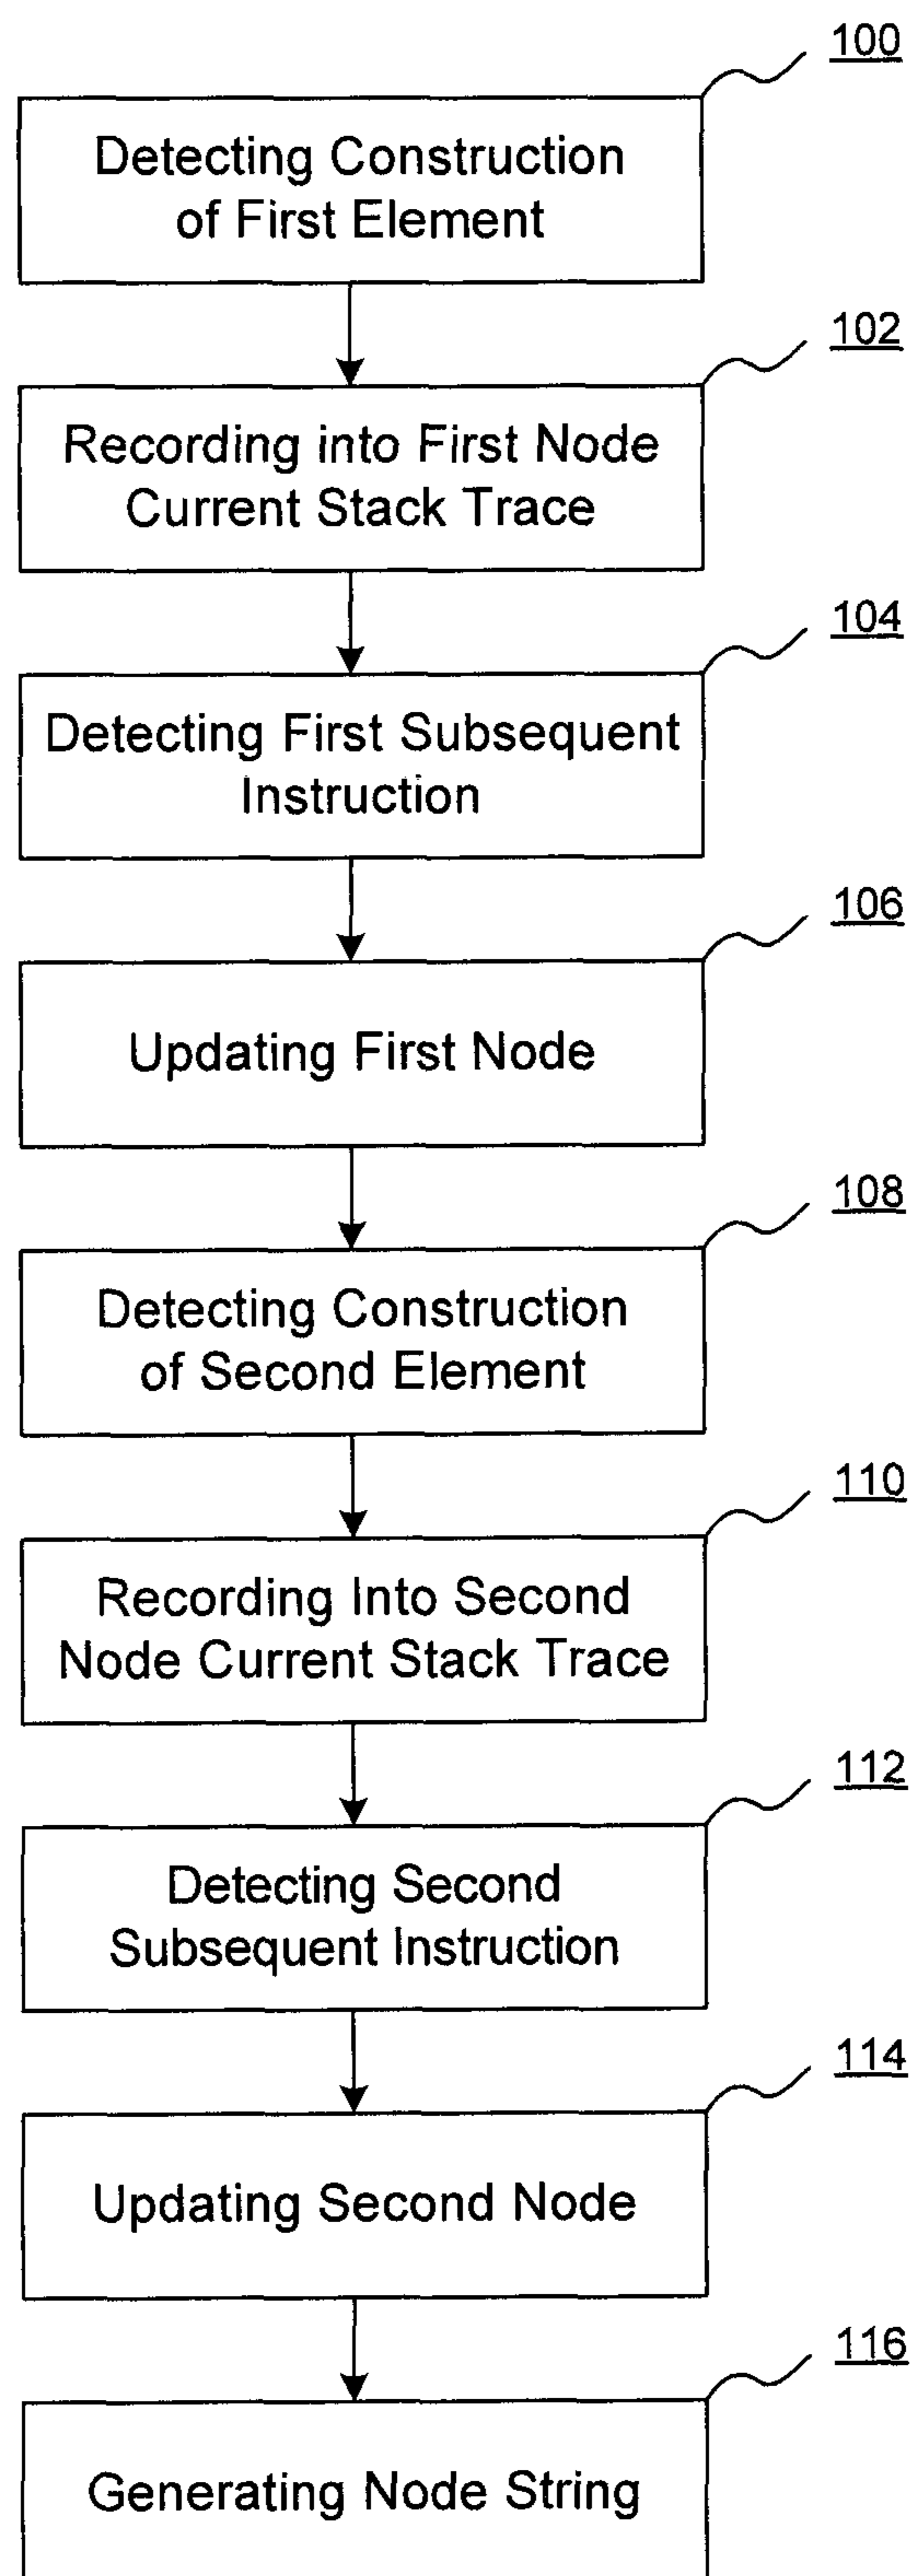 100
Detecting Construction
of First Element
102
Recording into First Node
Current Stack Trace
104
Detecting First Subsequent
Instruction
106
Updating First Node
108
Detecting Construction
of Second Element
110
Recording Into Second
Node Current Stack Trace
112
Detecting Second
Subsequent Instruction
114
Updating Second Node
116
Generating Node String